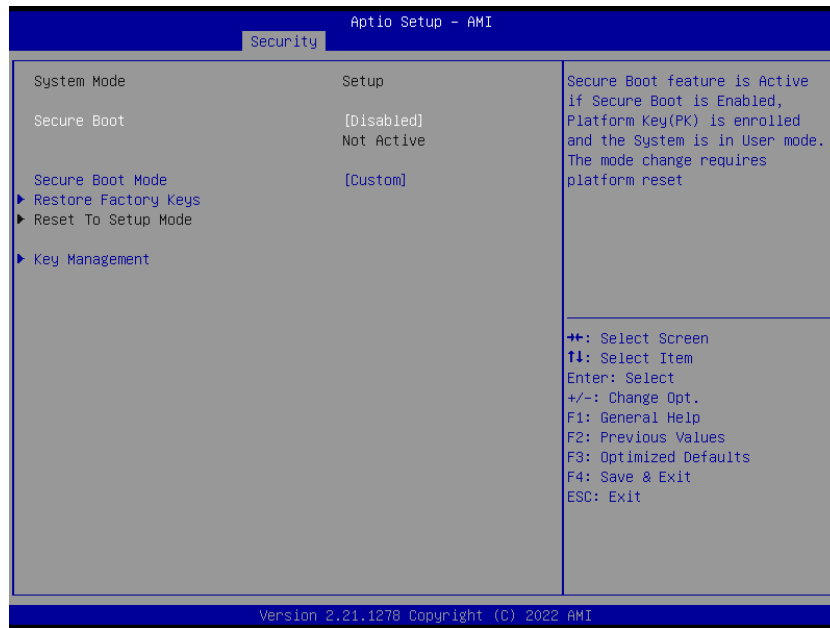 Aptio Setup – AMI
Security
System Mode Setup
Secure Boot [Disabled]
Not Active
Secure Boot Mode [Custom]
Restore Factory Keys
Reset To Setup Mode
Key Management
Secure Boot feature is Active
if Secure Boot is Enabled,
Platform Key(PK) is enrolled
and the System is in User mode.
The mode change requires
platform reset
→←: Select Screen
↑↓: Select Item
Enter: Select
+/-: Change Opt.
F1: General Help
F2: Previous Values
F3: Optimized Defaults
F4: Save & Exit
ESC: Exit
Version 2.21.1278 Copyright (C) 2022 AMI